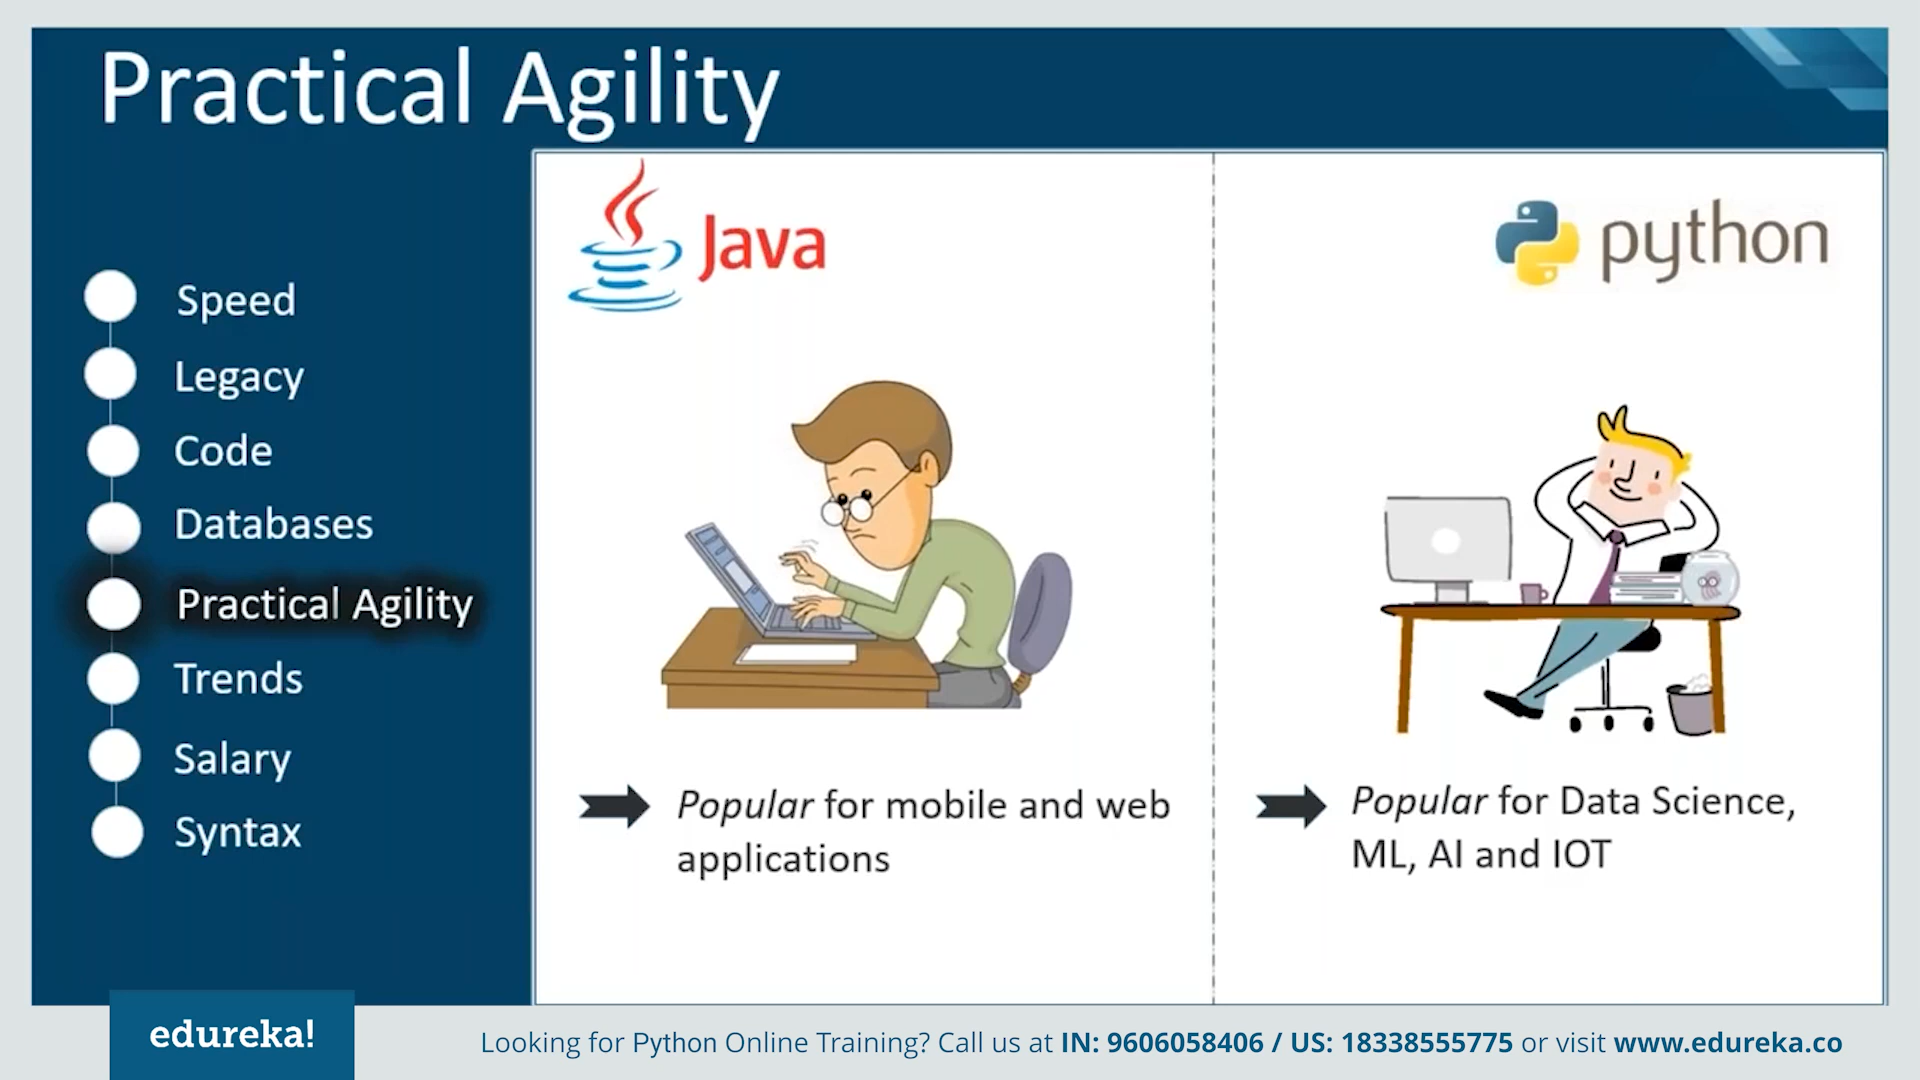 Practical Agility
Speed
Legacy
Code
Databases
Practical Agility
Trends
Salary
Syntax
Java
Popular for mobile and web
applications
python
Popular for Data Science,
ML, AI and IOT
edureka!
Looking for Python Online Training? Call us at IN: 9606058406 / US: 18338555775 or visit www.edureka.co